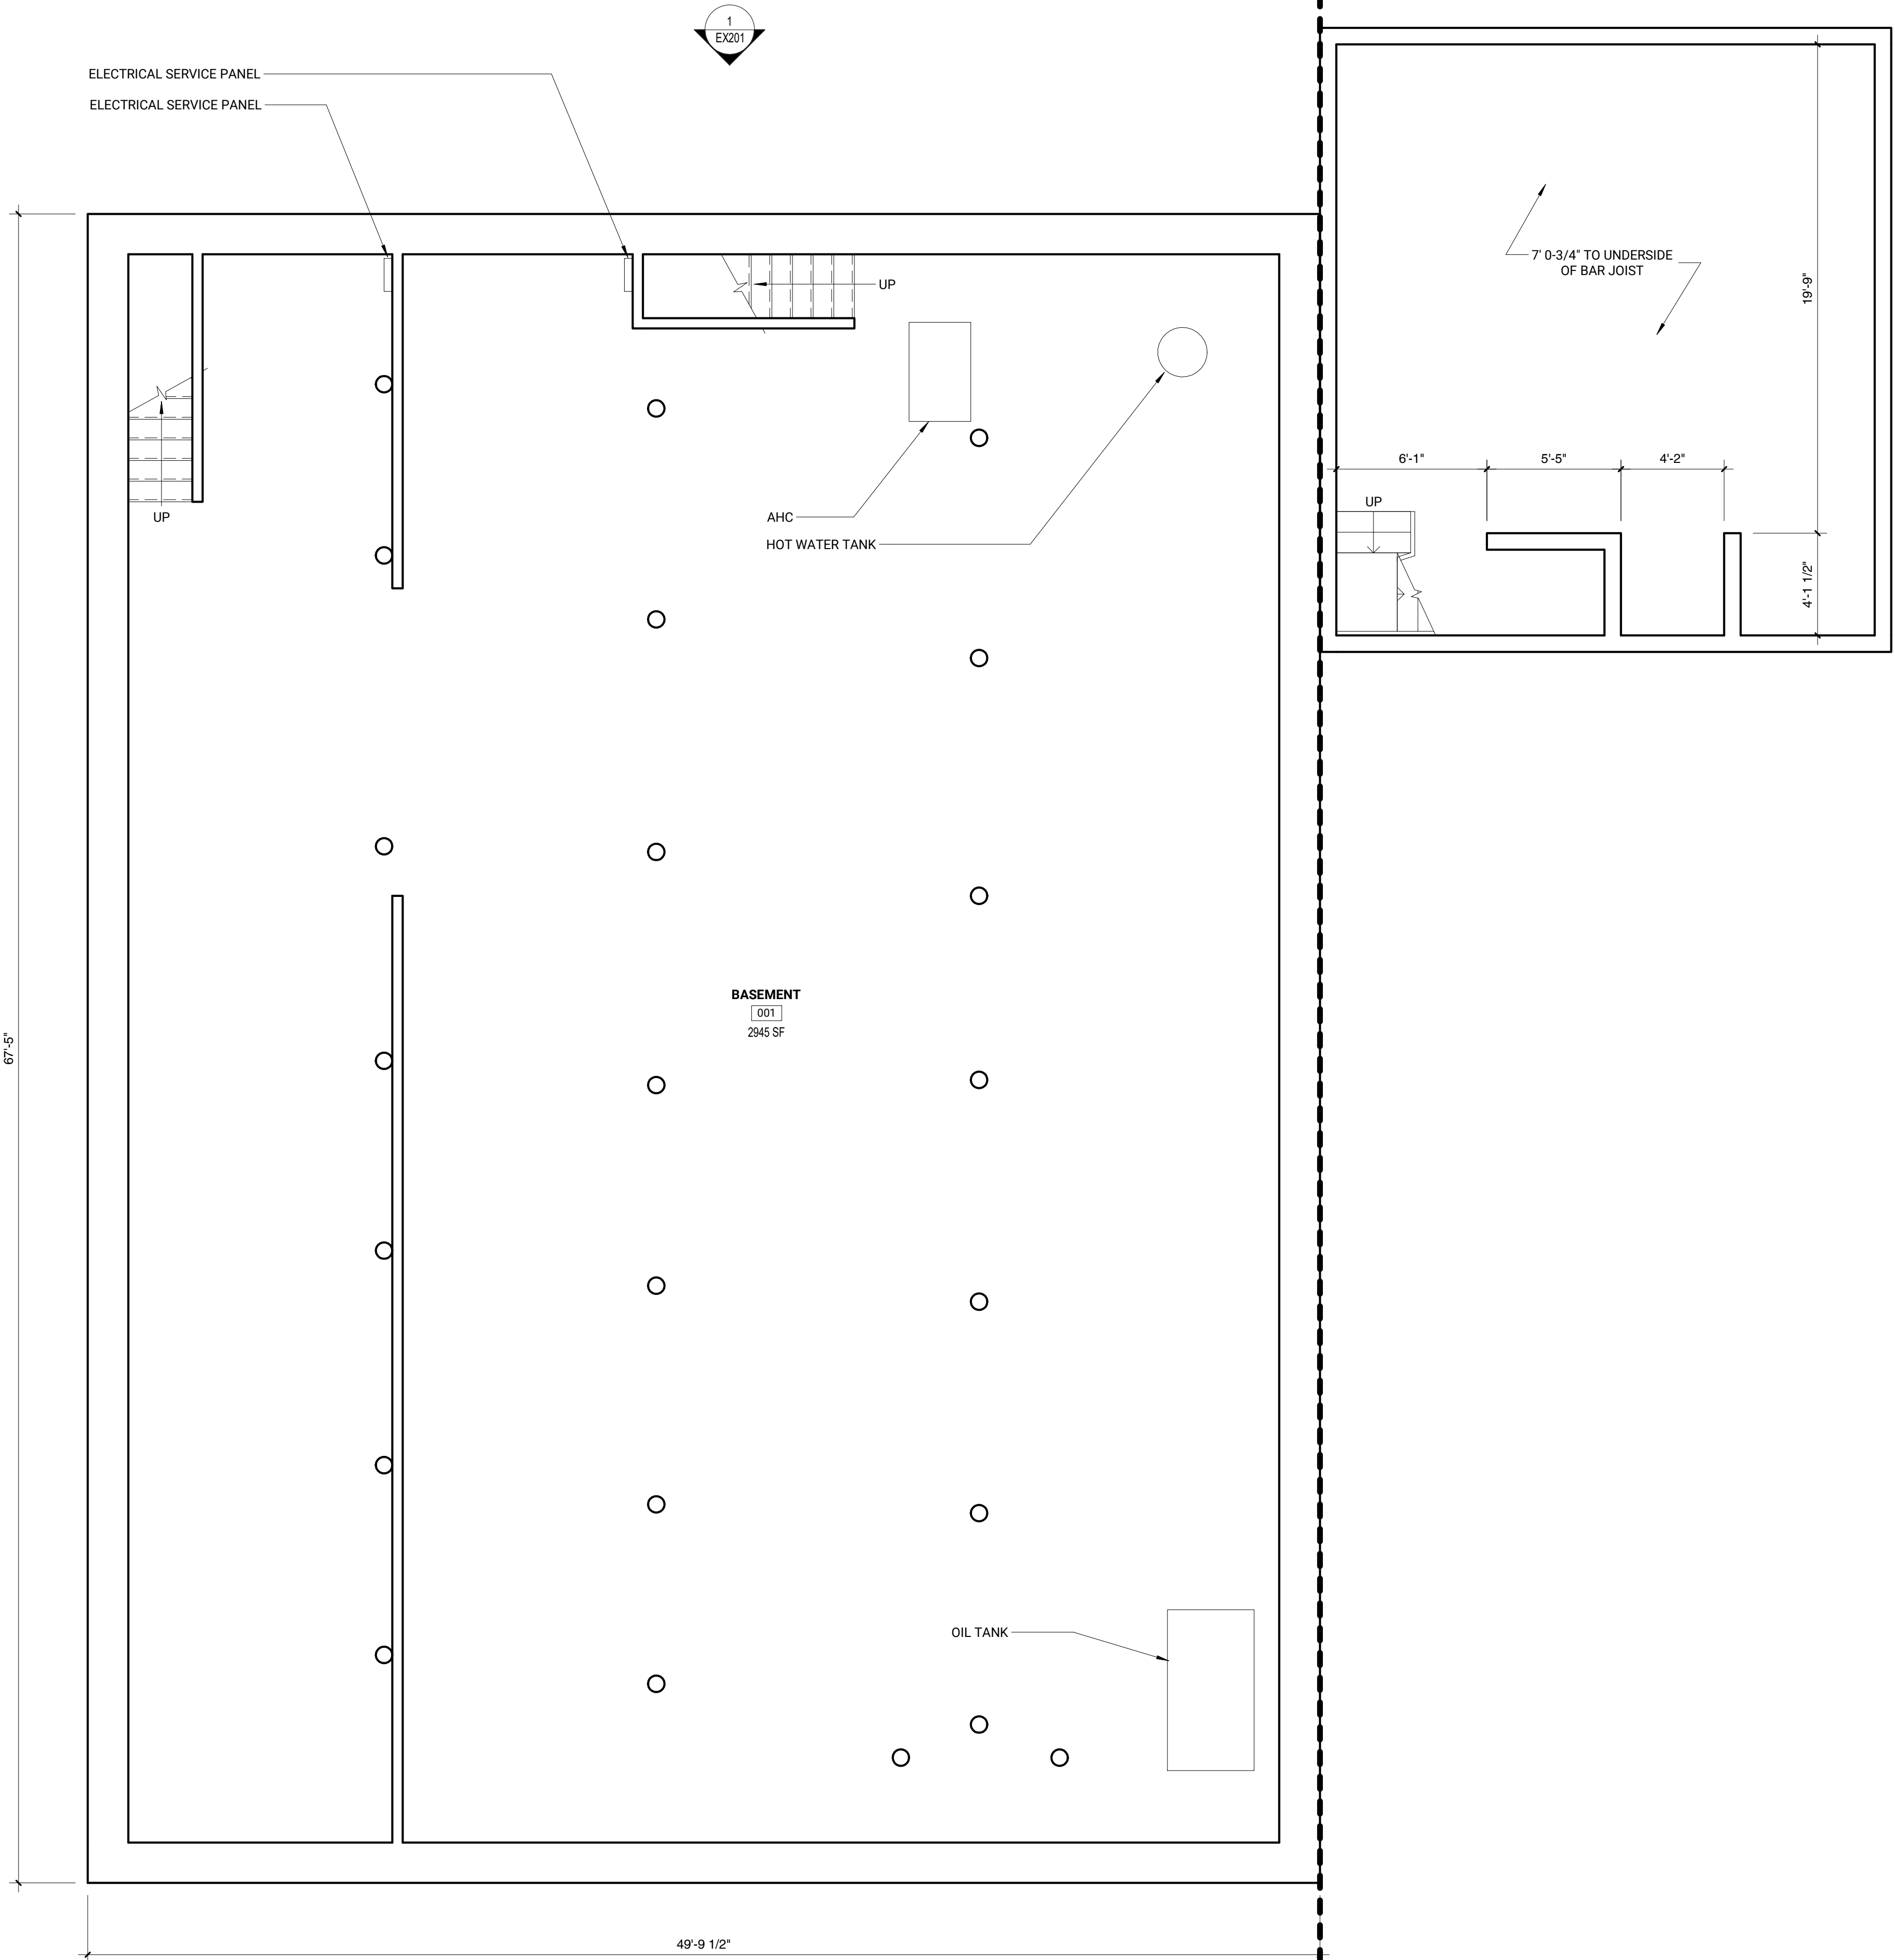 1
EX201
ELECTRICAL SERVICE PANEL
ELECTRICAL SERVICE PANEL
7' 0-3/4" TO UNDERSIDE
OF BAR JOIST
UP
19'-9"
6'-1"
5'-5"
4'-2"
UP
UP
AHC
HOT WATER TANK
4'-1 1/2"
BASEMENT
001
2945 SF
67'-5"
OIL TANK
49'-9 1/2"